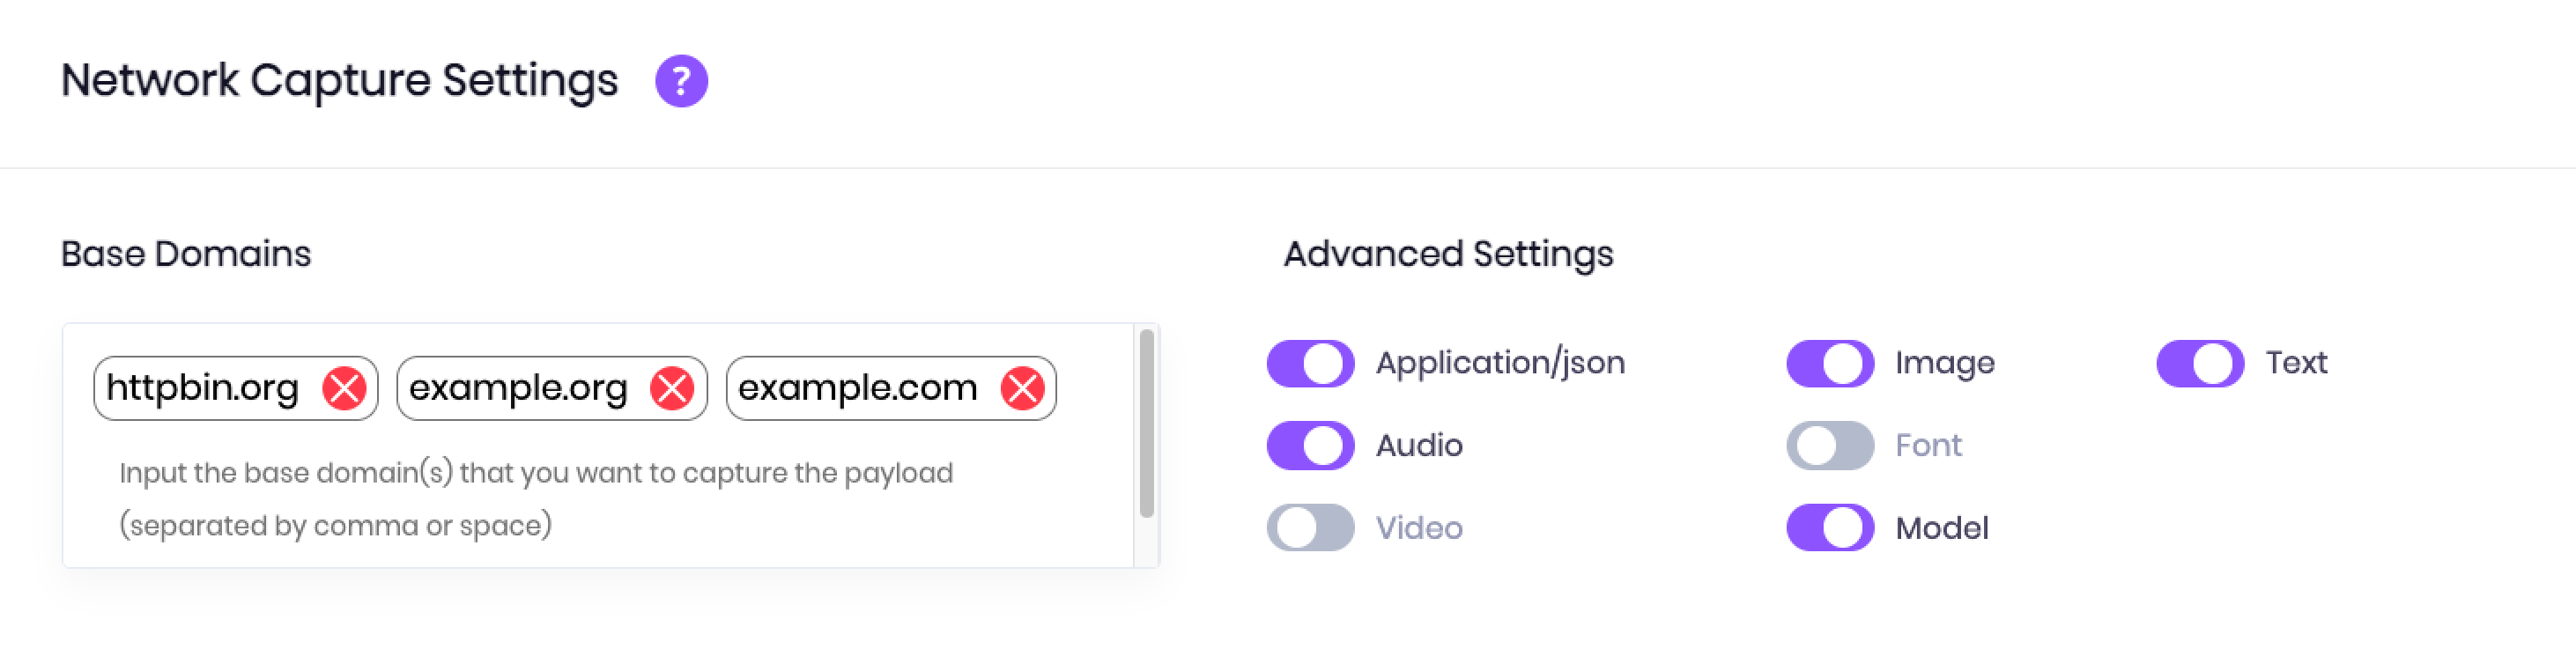 Network Capture Settings ?
Base Domains
httpbin.org example.org example.com
Input the base domain(s) that you want to capture the payload
(separated by comma or space)
Advanced Settings
Application/json Image Text
Audio Font
Video Model